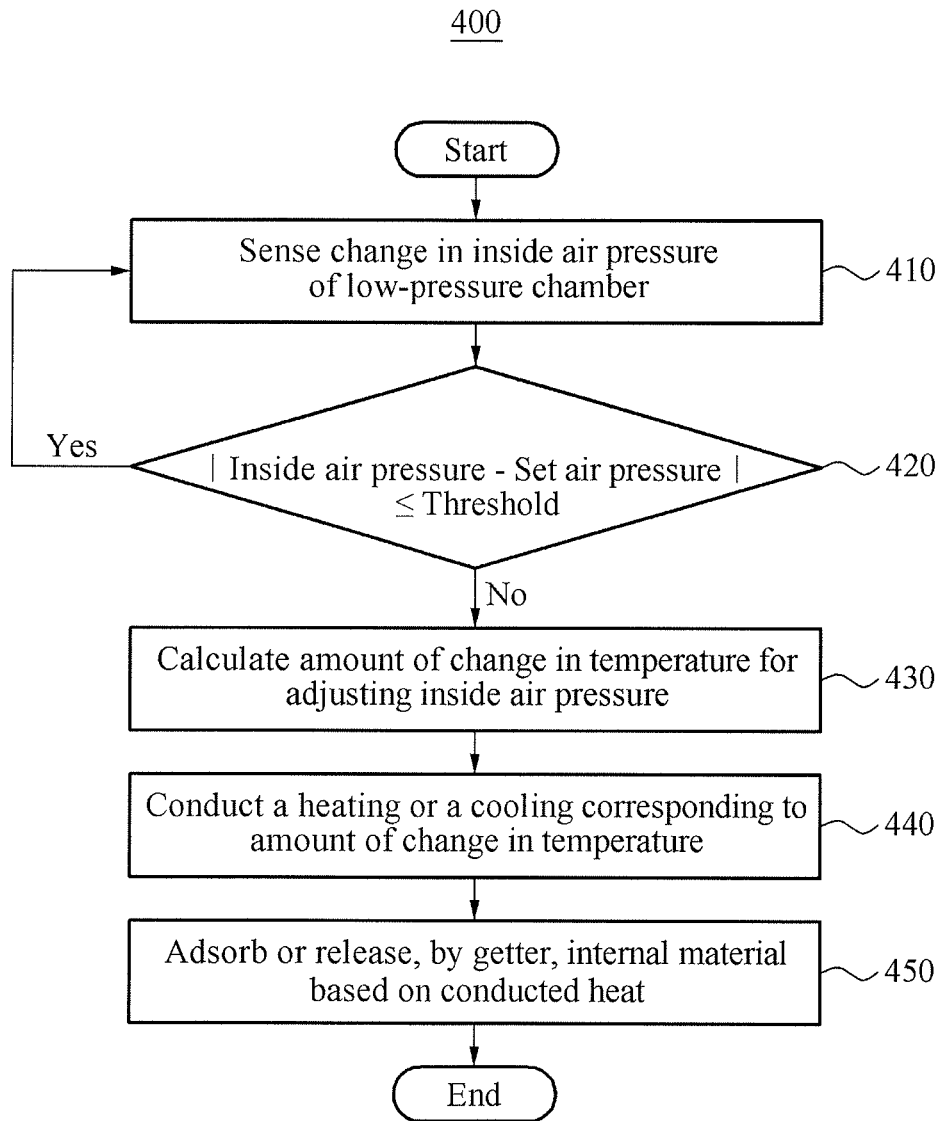 400
Start
Sense change in inside air pressure
of low-pressure chamber
410
Yes
| Inside air pressure - Set air pressure |
≤ Threshold
420
No
Calculate amount of change in temperature for
adjusting inside air pressure
430
Conduct a heating or a cooling corresponding to
amount of change in temperature
440
Adsorb or release, by getter, internal material
based on conducted heat
450
End